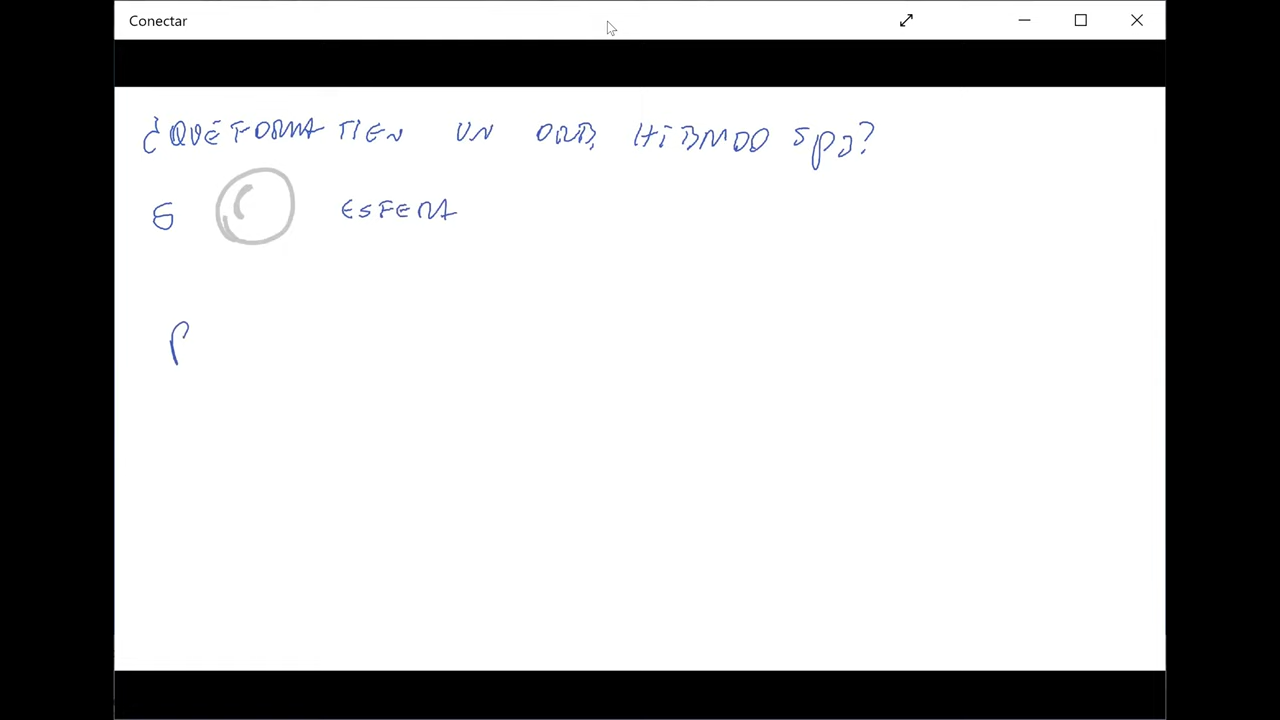 Conectar
¿QUÉ FORMA TIEN UN ORB. HIBRIDO sp3?
S ESFERA
P